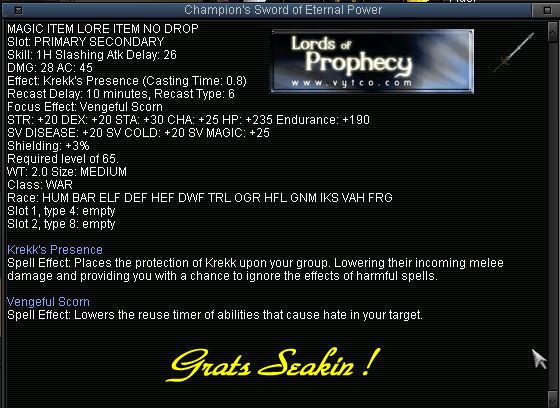 Champion's Sword of Eternal Power
MAGIC ITEM LORE ITEM NO DROP
Slot: PRIMARY SECONDARY
Skill: 1H Slashing Atk Delay: 26
DMG: 28 AC: 45
Effect: Krekk's Presence (Casting Time: 0.8)
Recast Delay: 10 minutes, Recast Type: 6
Focus Effect: Vengeful Scorn
STR: +20 DEX: +20 STA: +30 CHA: +25 HP: +235 Endurance: +190
SV DISEASE: +20 SV COLD: +20 SV MAGIC: +25
Shielding: +3%
Required level of 65.
WT: 2.0 Size: MEDIUM
Class: WAR
Race: HUM BAR ELF DEF HEF DWF TRL OGR HFL GNM IKS VAH FRG
Slot 1, type 4: empty
Slot 2, type 8: empty
Lords of
Prophecy
www.vytco.com
Krekk's Presence
Spell Effect: Places the protection of Krekk upon your group. Lowering their incoming melee
damage and providing you with a chance to ignore the effects of harmful spells.
Vengeful Scorn
Spell Effect: Lowers the reuse timer of abilities that cause hate in your target.
Grats Seakin !